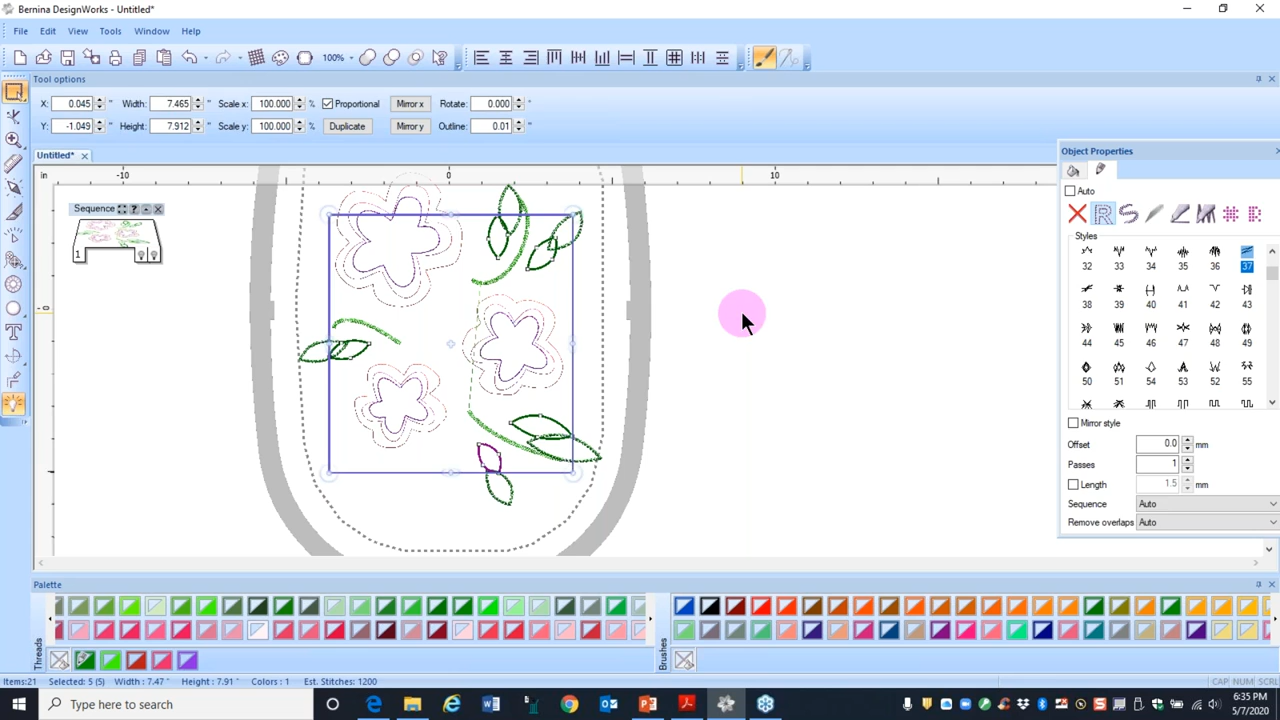 Bernina DesignWorks - Untitled*
File Edit View Tools Window Help
100%
Tool options
X: 0.045 " Width: 7.465 " Scale x: 100.000 % Proportional Mirror x Rotate: 0.000 °
Y: -1.049 " Height: 7.912 " Scale y: 100.000 % Duplicate Mirror y Outline: 0.01 "
Untitled*
in -10 0 10
Sequence
1
- 0
Object Properties
Auto
Styles
32 33 34 35 36 37
38 39 40 41 42 43
44 45 46 47 48 49
50 51 54 53 52 55
Mirror style
Offset 0.0 mm
Passes 1
Length 1.5 mm
Sequence Auto
Remove overlaps Auto
Palette
Threads
Brushes
Items:21 Selected: 5 (5) Width : 7.47 " Height : 7.91 " Colors : 1 Est. Stitches: 1200 CAP NUM SCRL
Type here to search
6:35 PM
5/7/2020